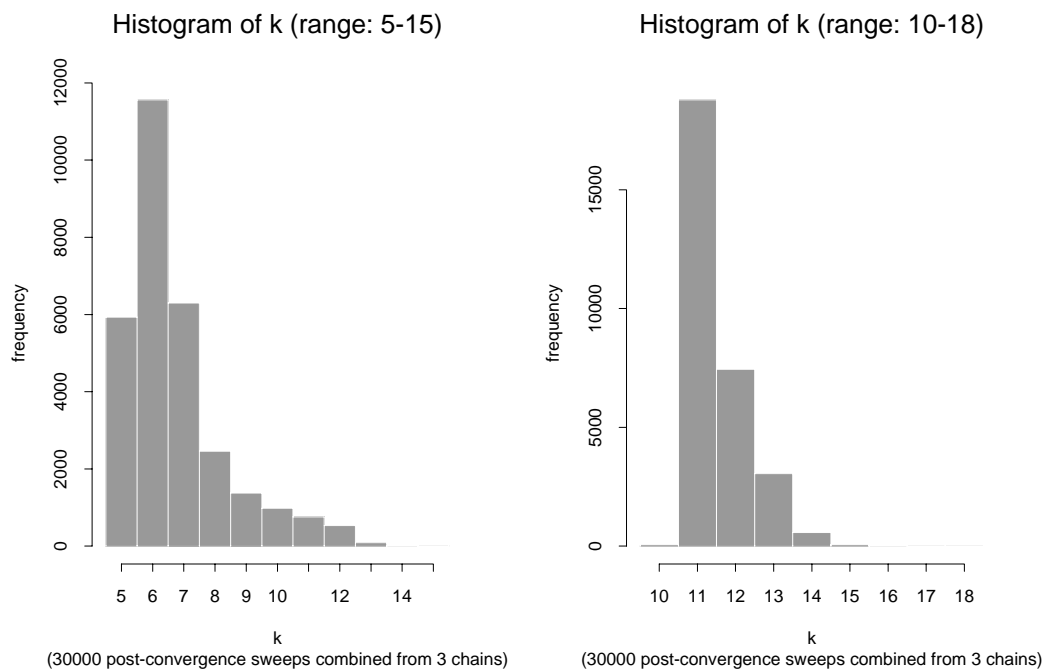 Histogram of k (range: 5-15)
frequency
0
2000
4000
6000
8000
10000
12000
5 6 7 8 9 10 12 14
k
(30000 post-convergence sweeps combined from 3 chains)
Histogram of k (range: 10-18)
frequency
0
5000
10000
15000
10 11 12 13 14 15 16 17 18
k
(30000 post-convergence sweeps combined from 3 chains)